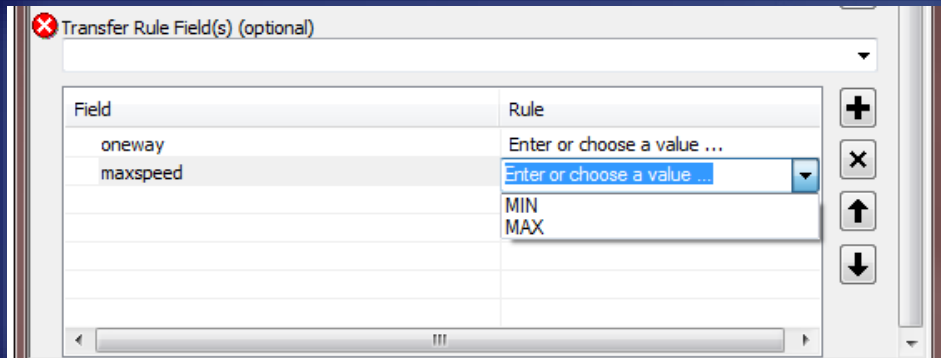 Transfer Rule Field(s) (optional)
Field Rule
oneway Enter or choose a value ...
maxspeed Enter or choose a value ...
MIN
MAX